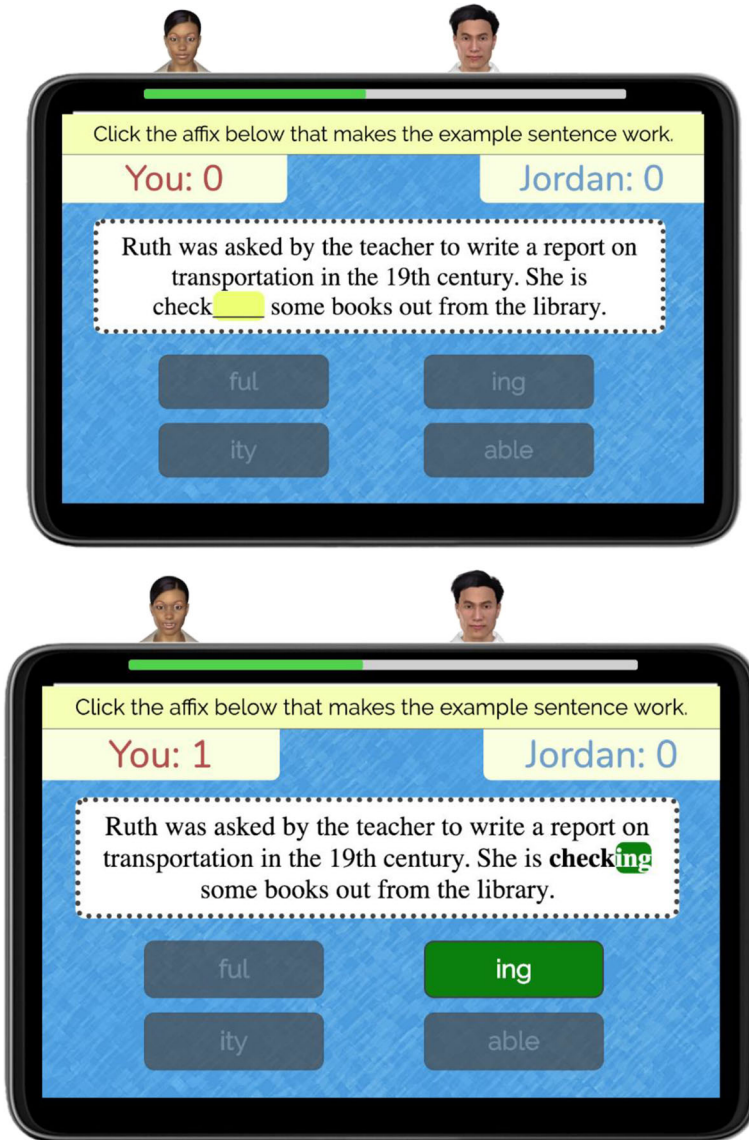 Click the affix below that makes the example sentence work.
You: 0
Jordan: 0
Ruth was asked by the teacher to write a report on
transportation in the 19th century. She is
check____ some books out from the library.
ful
ing
ity
able
Click the affix below that makes the example sentence work.
You: 1
Jordan: 0
Ruth was asked by the teacher to write a report on
transportation in the 19th century. She is checking
some books out from the library.
ful
ing
ity
able